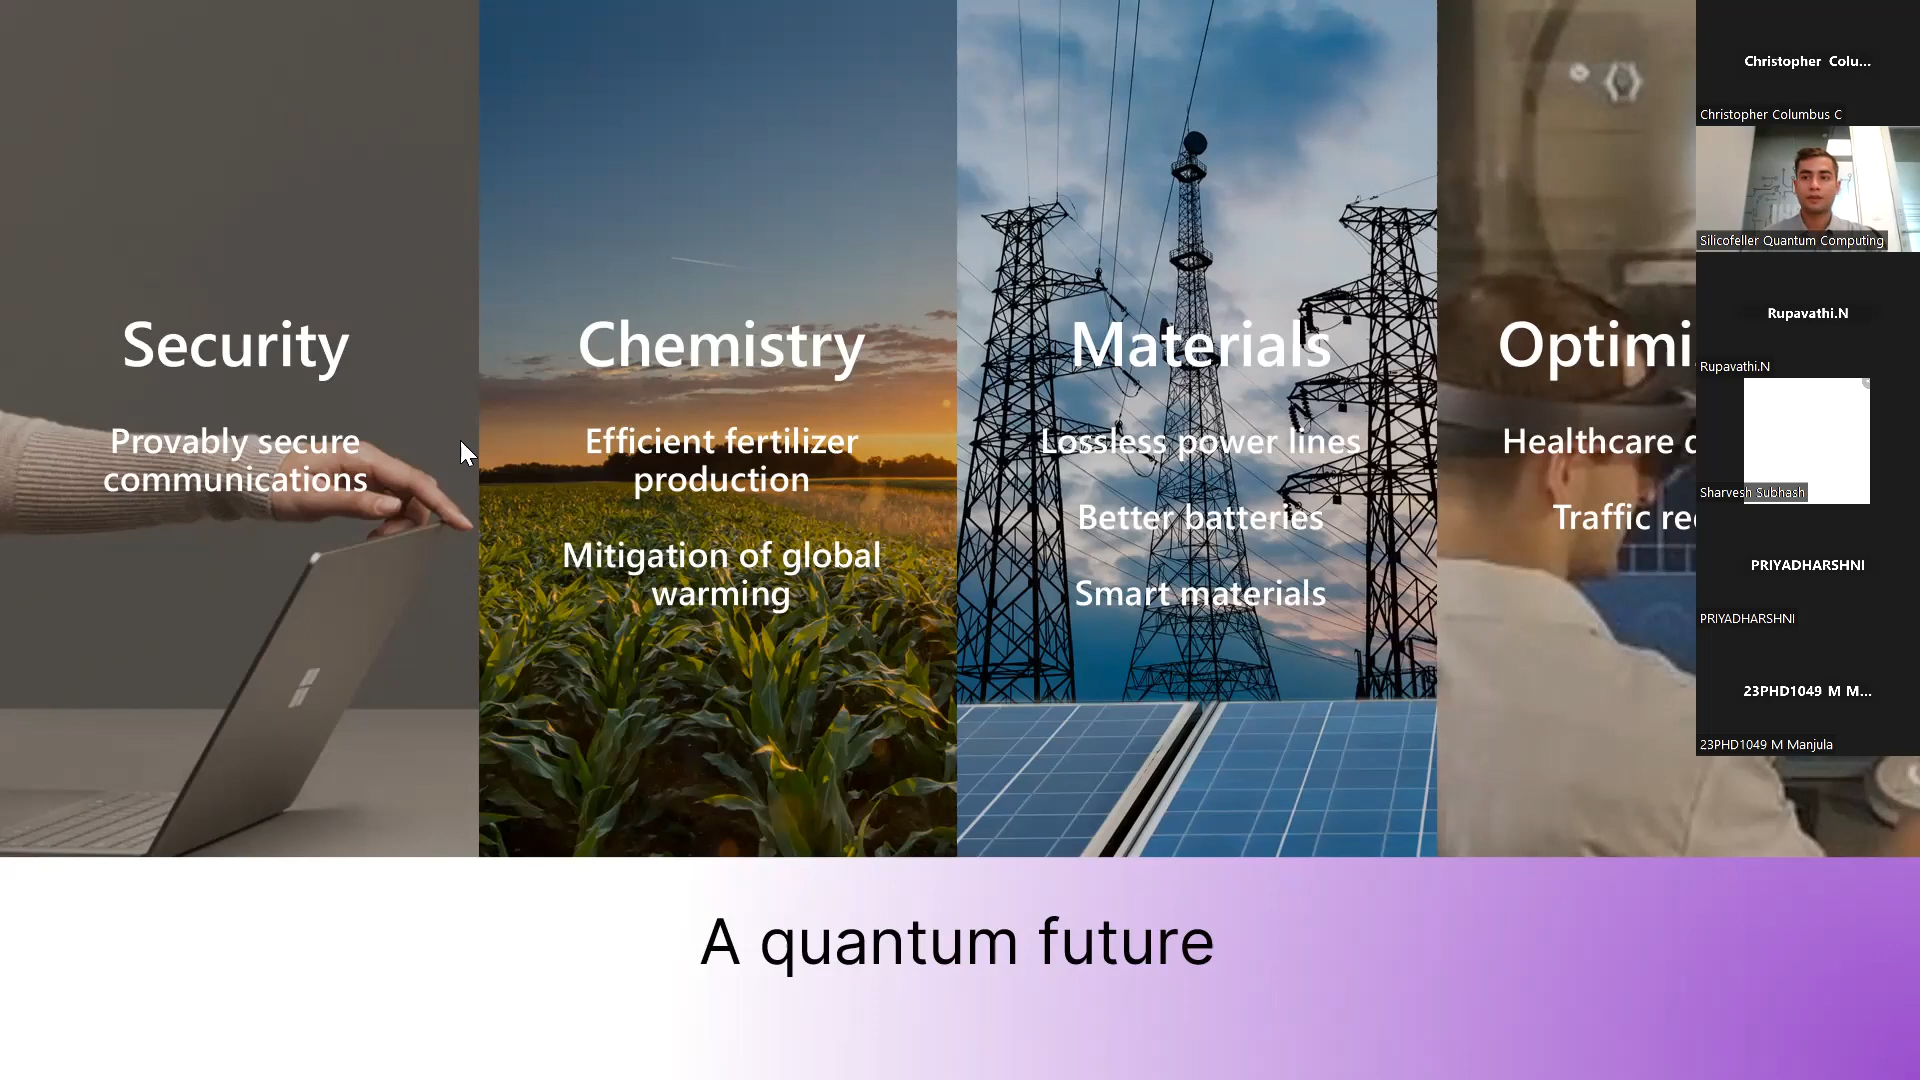 Security
Provably secure
communications
Chemistry
Efficient fertilizer
production
Mitigation of global
warming
Materials
Lossless power lines
Better batteries
Smart materials
Healthcare
Traffic
A quantum future
Christopher Colu...
Christopher Columbus C
Silicofeller Quantum Computing
Rupavathi.N
Rupavathi.N
Sharvesh Subhash
PRIYADHARSHNI
PRIYADHARSHNI
23PHD1049 M M...
23PHD1049 M Manjula